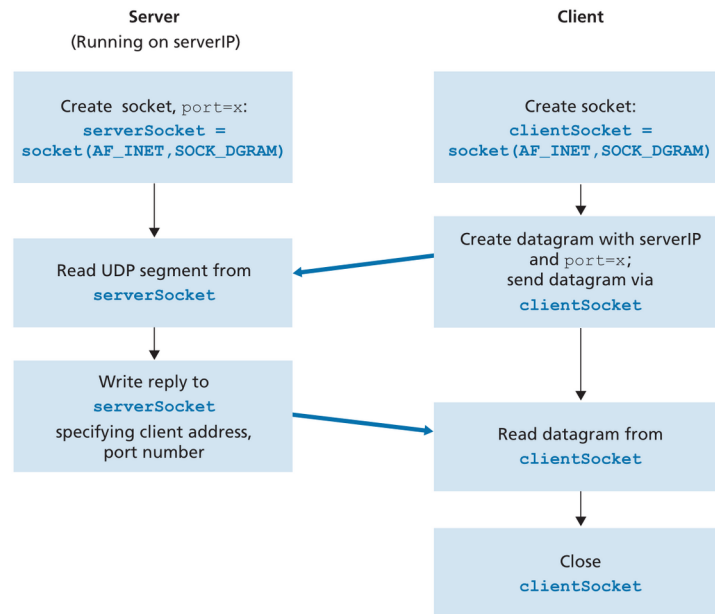 Server
(Running on serverIP)
Create socket, port=x:
serverSocket =
socket(AF_INET,SOCK_DGRAM)
Read UDP segment from
serverSocket
Write reply to
serverSocket
specifying client address,
port number
Client
Create socket:
clientSocket =
socket(AF_INET,SOCK_DGRAM)
Create datagram with serverIP
and port=x;
send datagram via
clientSocket
Read datagram from
clientSocket
Close
clientSocket